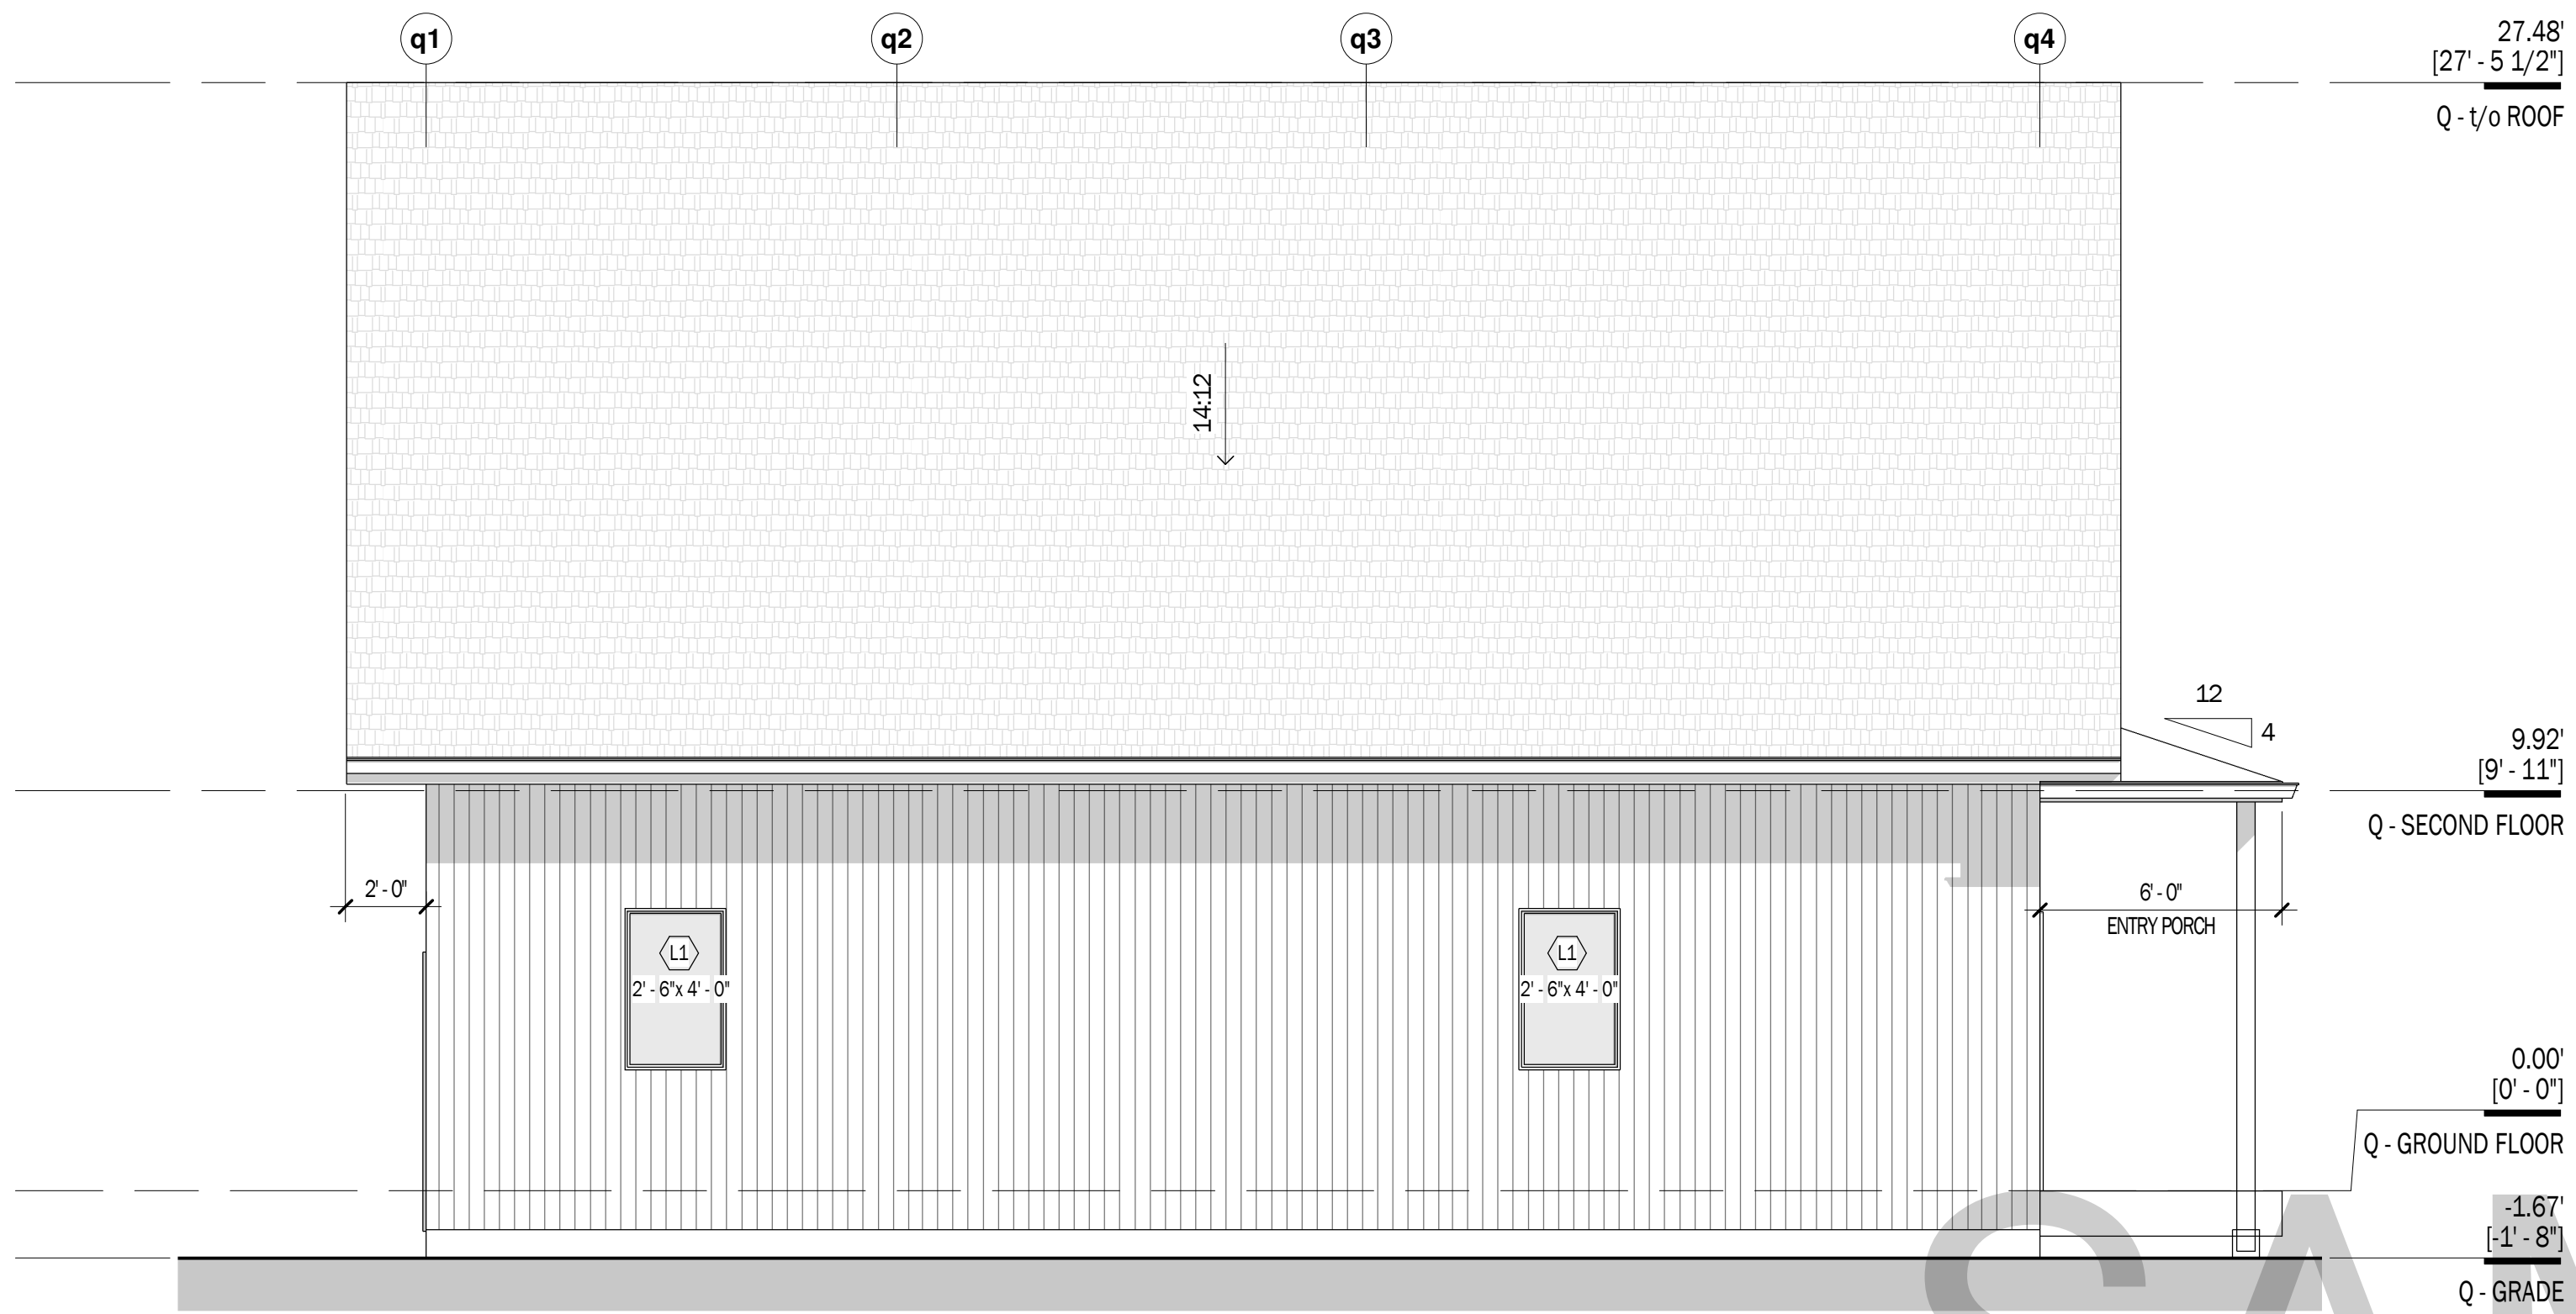 q1
q2
q3
q4
27.48'
[27' - 5 1/2"]
Q - t/o ROOF
14:12
12
4
9.92'
[9' - 11"]
Q - SECOND FLOOR
2' - 0"
6' - 0"
ENTRY PORCH
L1
2' - 6"x 4' - 0"
L1
2' - 6"x 4' - 0"
0.00'
[0' - 0"]
Q - GROUND FLOOR
-1.67'
[-1' - 8"]
Q - GRADE